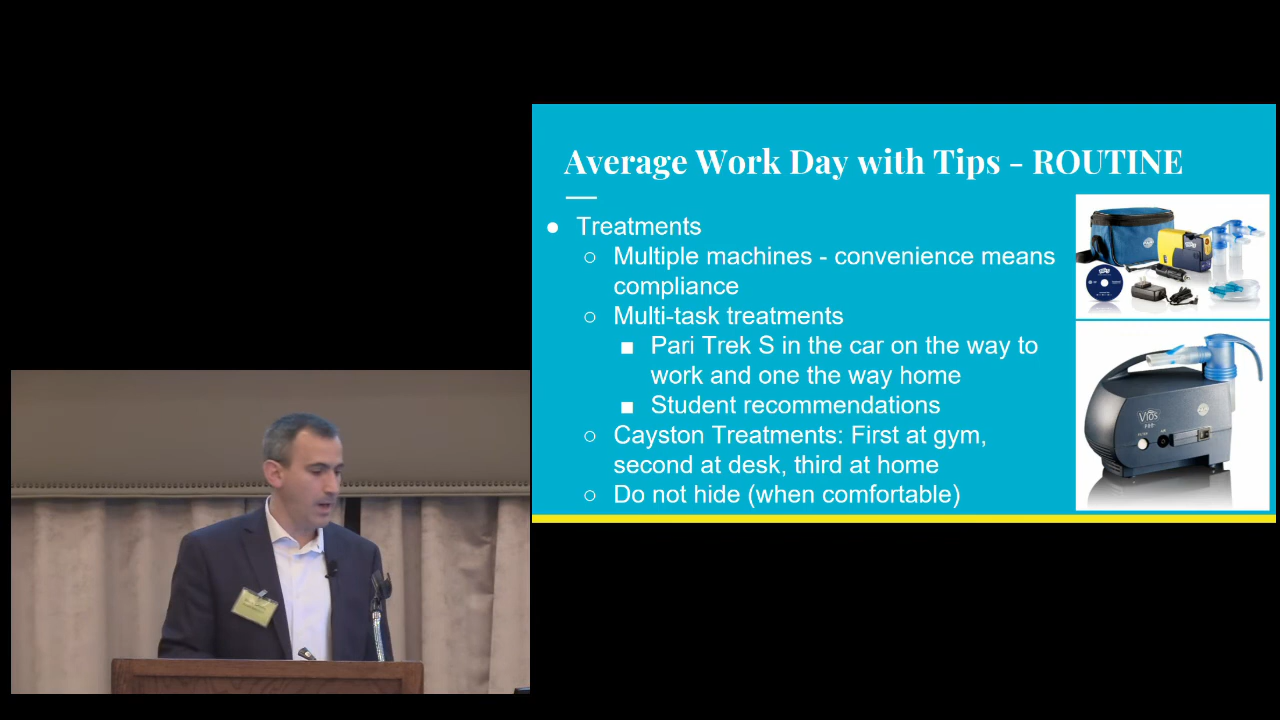 Average Work Day with Tips - ROUTINE
● Treatments
○ Multiple machines - convenience means
compliance
○ Multi-task treatments
■ Pari Trek S in the car on the way to
work and one the way home
■ Student recommendations
○ Cayston Treatments: First at gym,
second at desk, third at home
○ Do not hide (when comfortable)
Vios
PRO